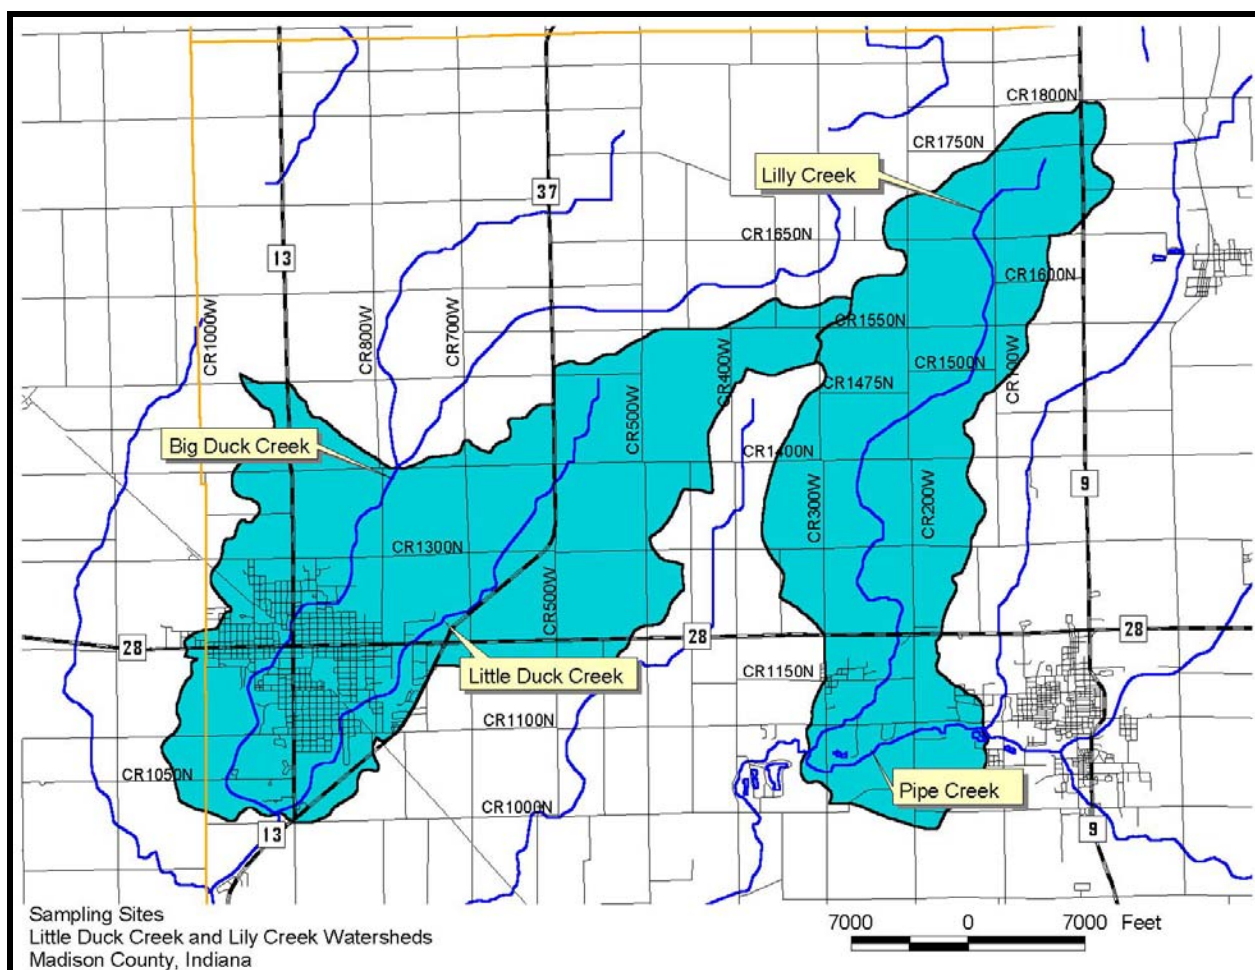 CR1800N
CR1750N
Lilly Creek
37
CR1650N
13
CR1600N
CR1000W
CR800W
CR700W
CR1550N
CR400W
CR1500N
CR100W
CR1475N
CR500W
Big Duck Creek
CR1400N
9
CR300W
CR200W
CR1300N
CR500W
28
28
28
Little Duck Creek
CR1150N
CR1100N
CR1050N
Pipe Creek
CR1000N
13
9
Sampling Sites
Little Duck Creek and Lily Creek Watersheds
Madison County, Indiana
7000 0 7000 Feet